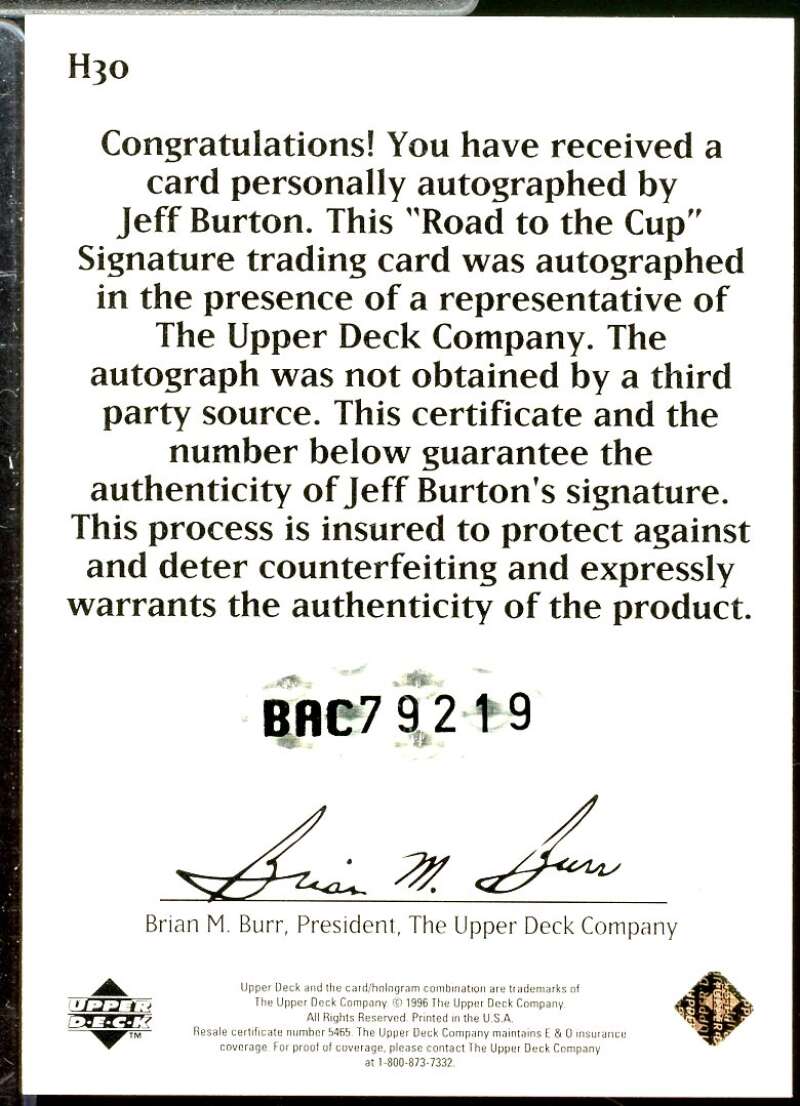 H30
Congratulations! You have received a
card personally autographed by
Jeff Burton. This "Road to the Cup"
Signature trading card was autographed
in the presence of a representative of
The Upper Deck Company. The
autograph was not obtained by a third
party source. This certificate and the
number below guarantee the
authenticity of Jeff Burton's signature.
This process is insured to protect against
and deter counterfeiting and expressly
warrants the authenticity of the product.
BAC79219
Brian M. Burr
Brian M. Burr, President, The Upper Deck Company
Upper Deck and the card/hologram combination are trademarks of
The Upper Deck Company. © 1996 The Upper Deck Company.
All Rights Reserved. Printed in the U.S.A.
Resale certificate number 5465. The Upper Deck Company maintains E & O insurance
coverage. For proof of coverage, please contact The Upper Deck Company
at 1-800-873-7332.
UPPER
D·E·C·K
TM